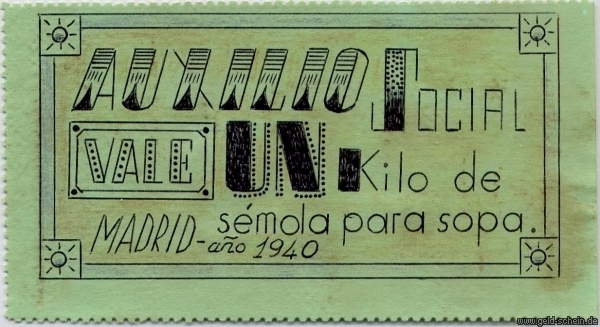 AUXILIO SOCIAL
VALE UN Kilo de
sémola para sopa.
MADRID - año 1940
www.geld-schein.de